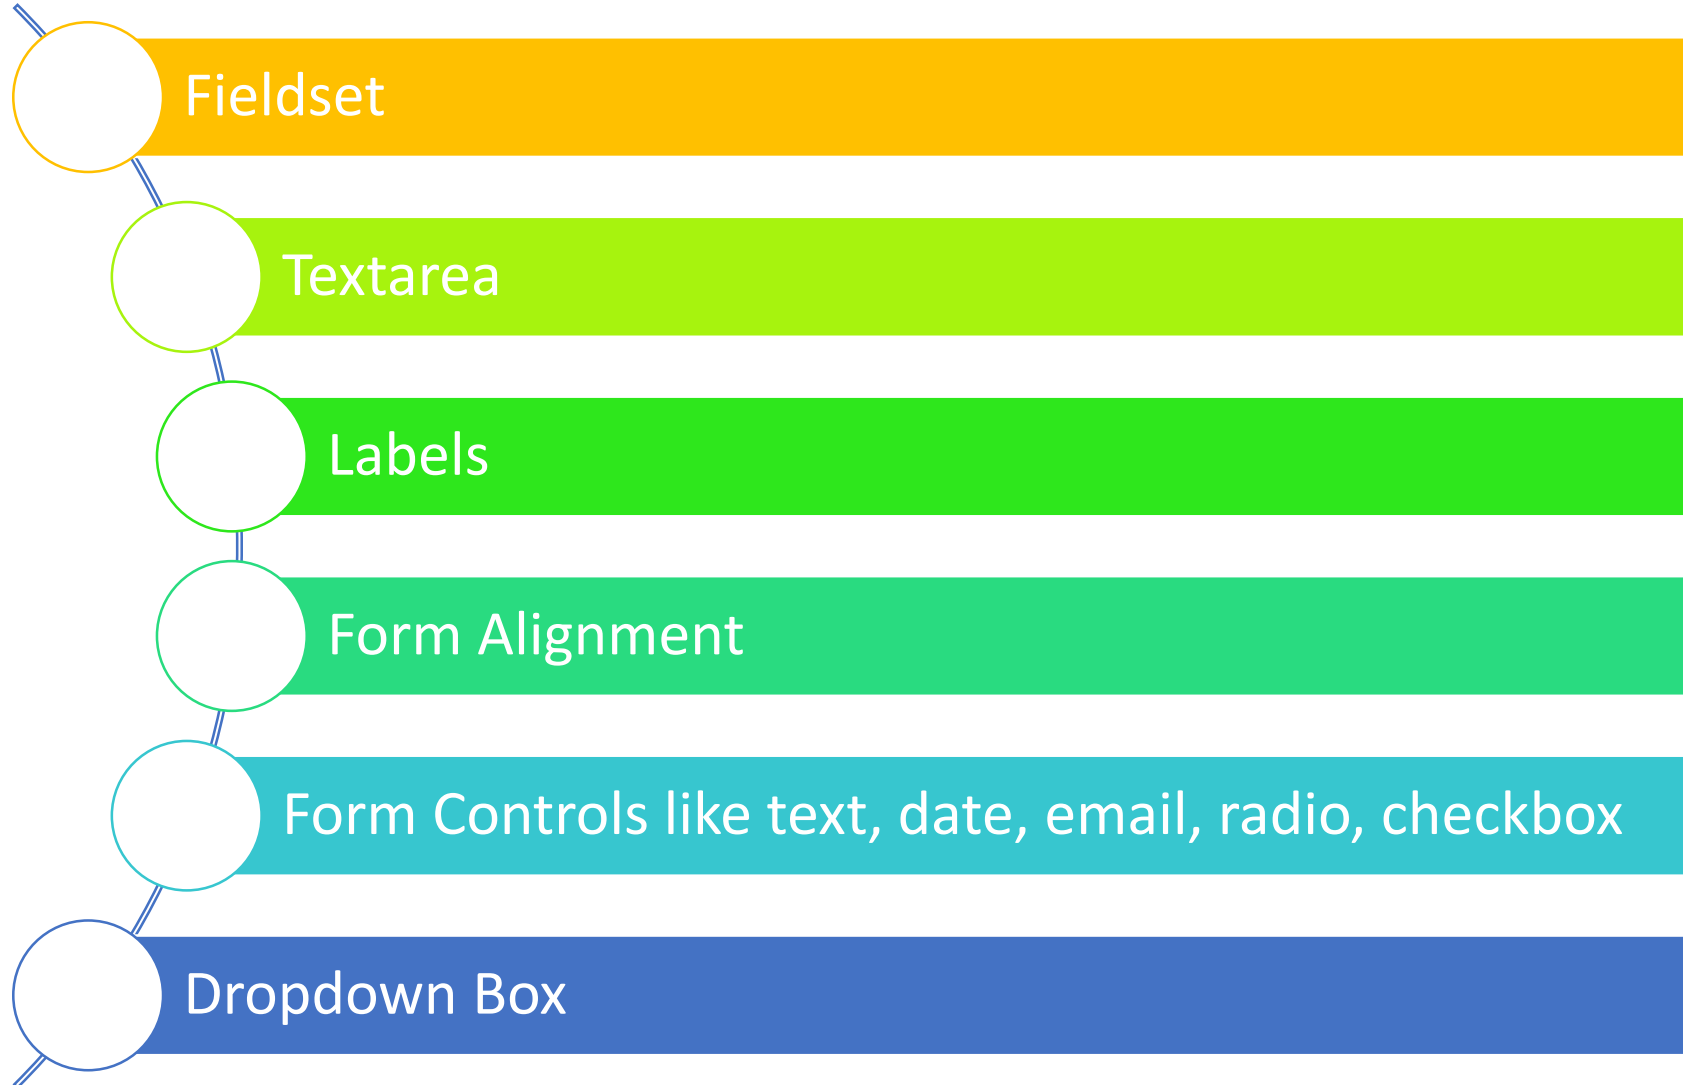 Fieldset
Textarea
Labels
Form Alignment
Form Controls like text, date, email, radio, checkbox
Dropdown Box